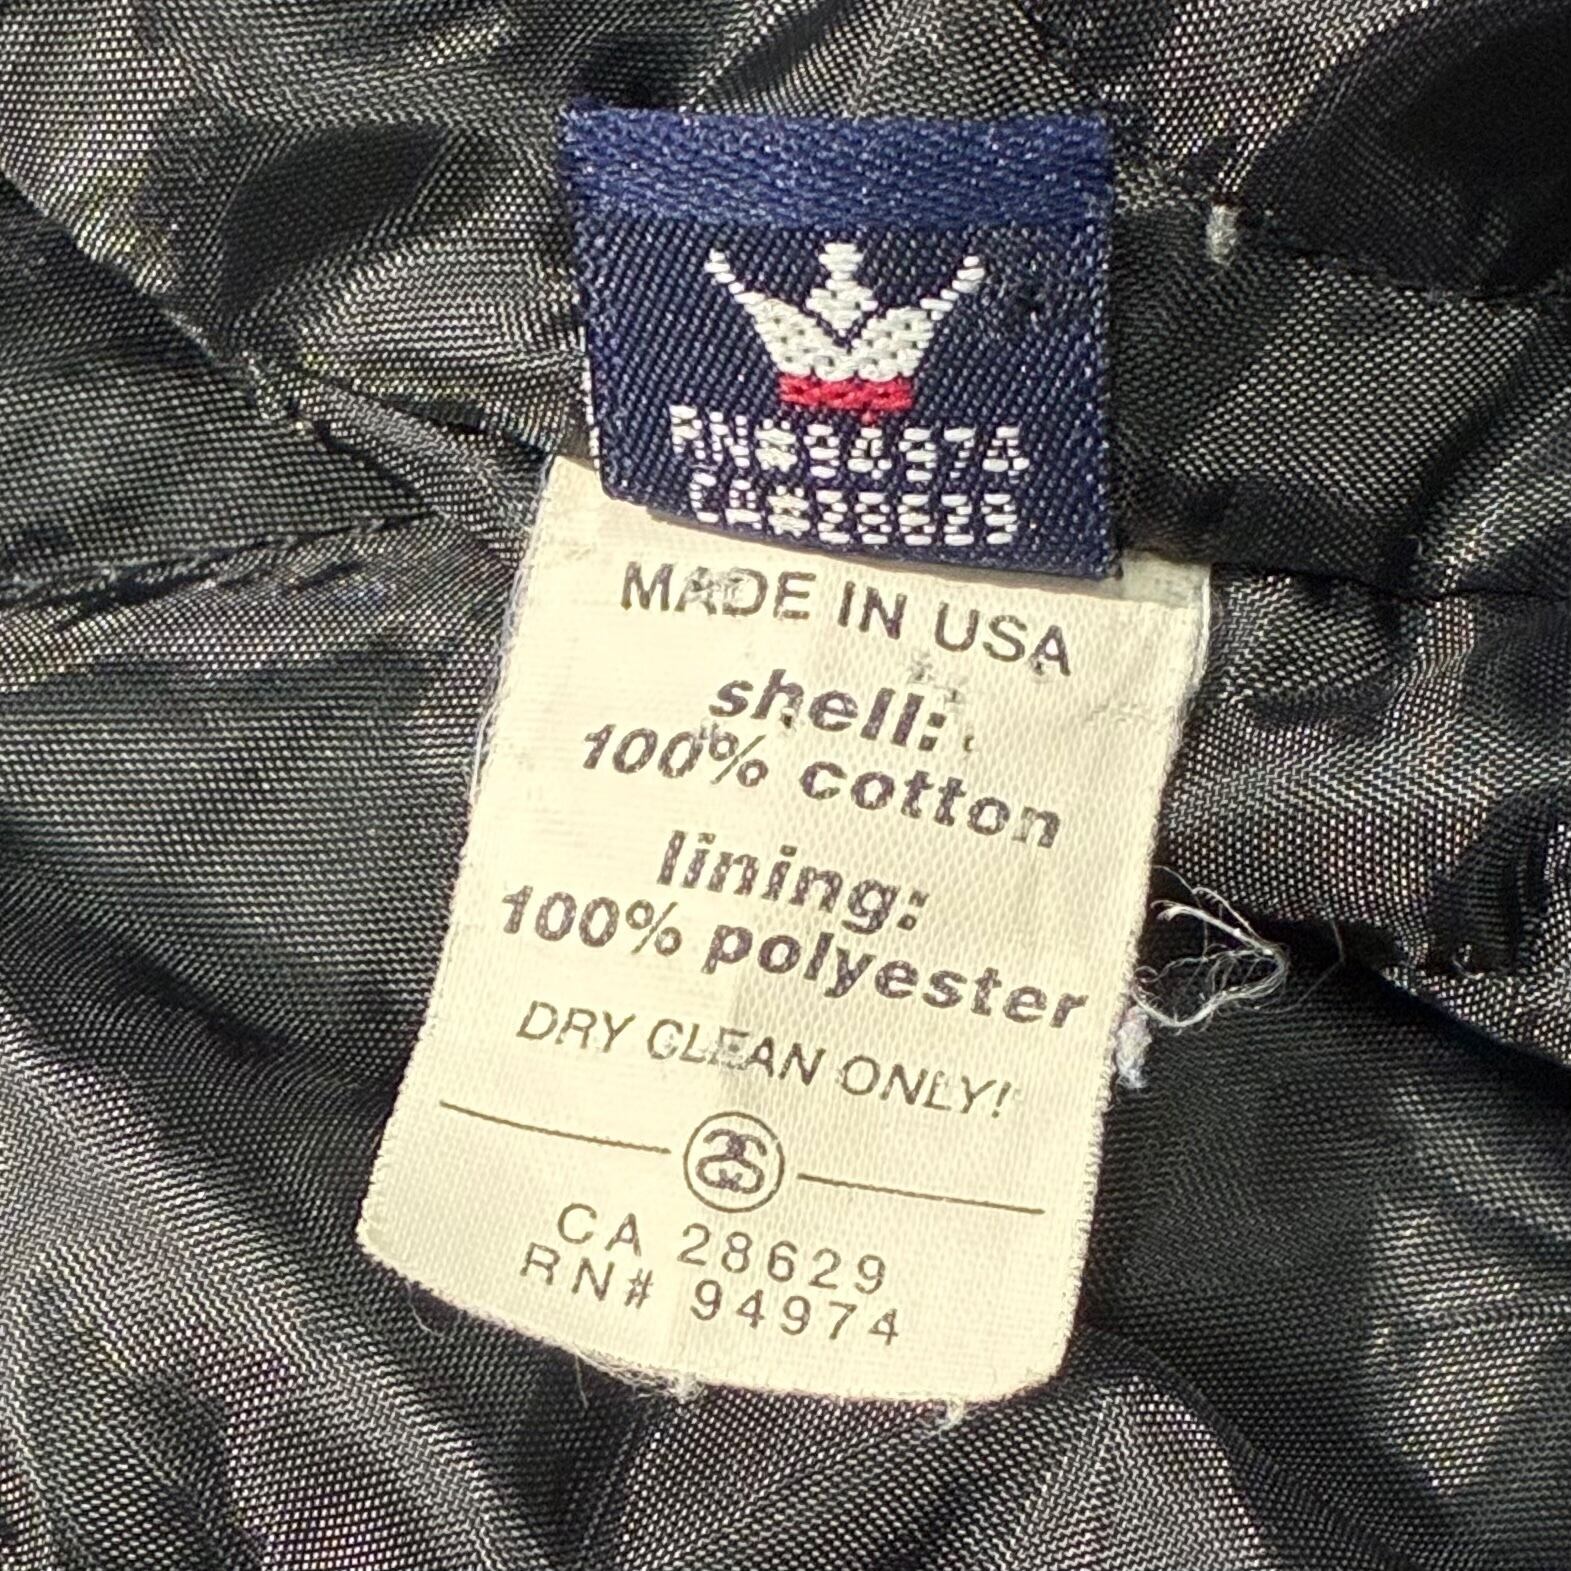 RN#94974
CA#28629
MADE IN USA
shell:
100% cotton
lining:
100% polyester
DRY CLEAN ONLY!
CA 28629
RN# 94974